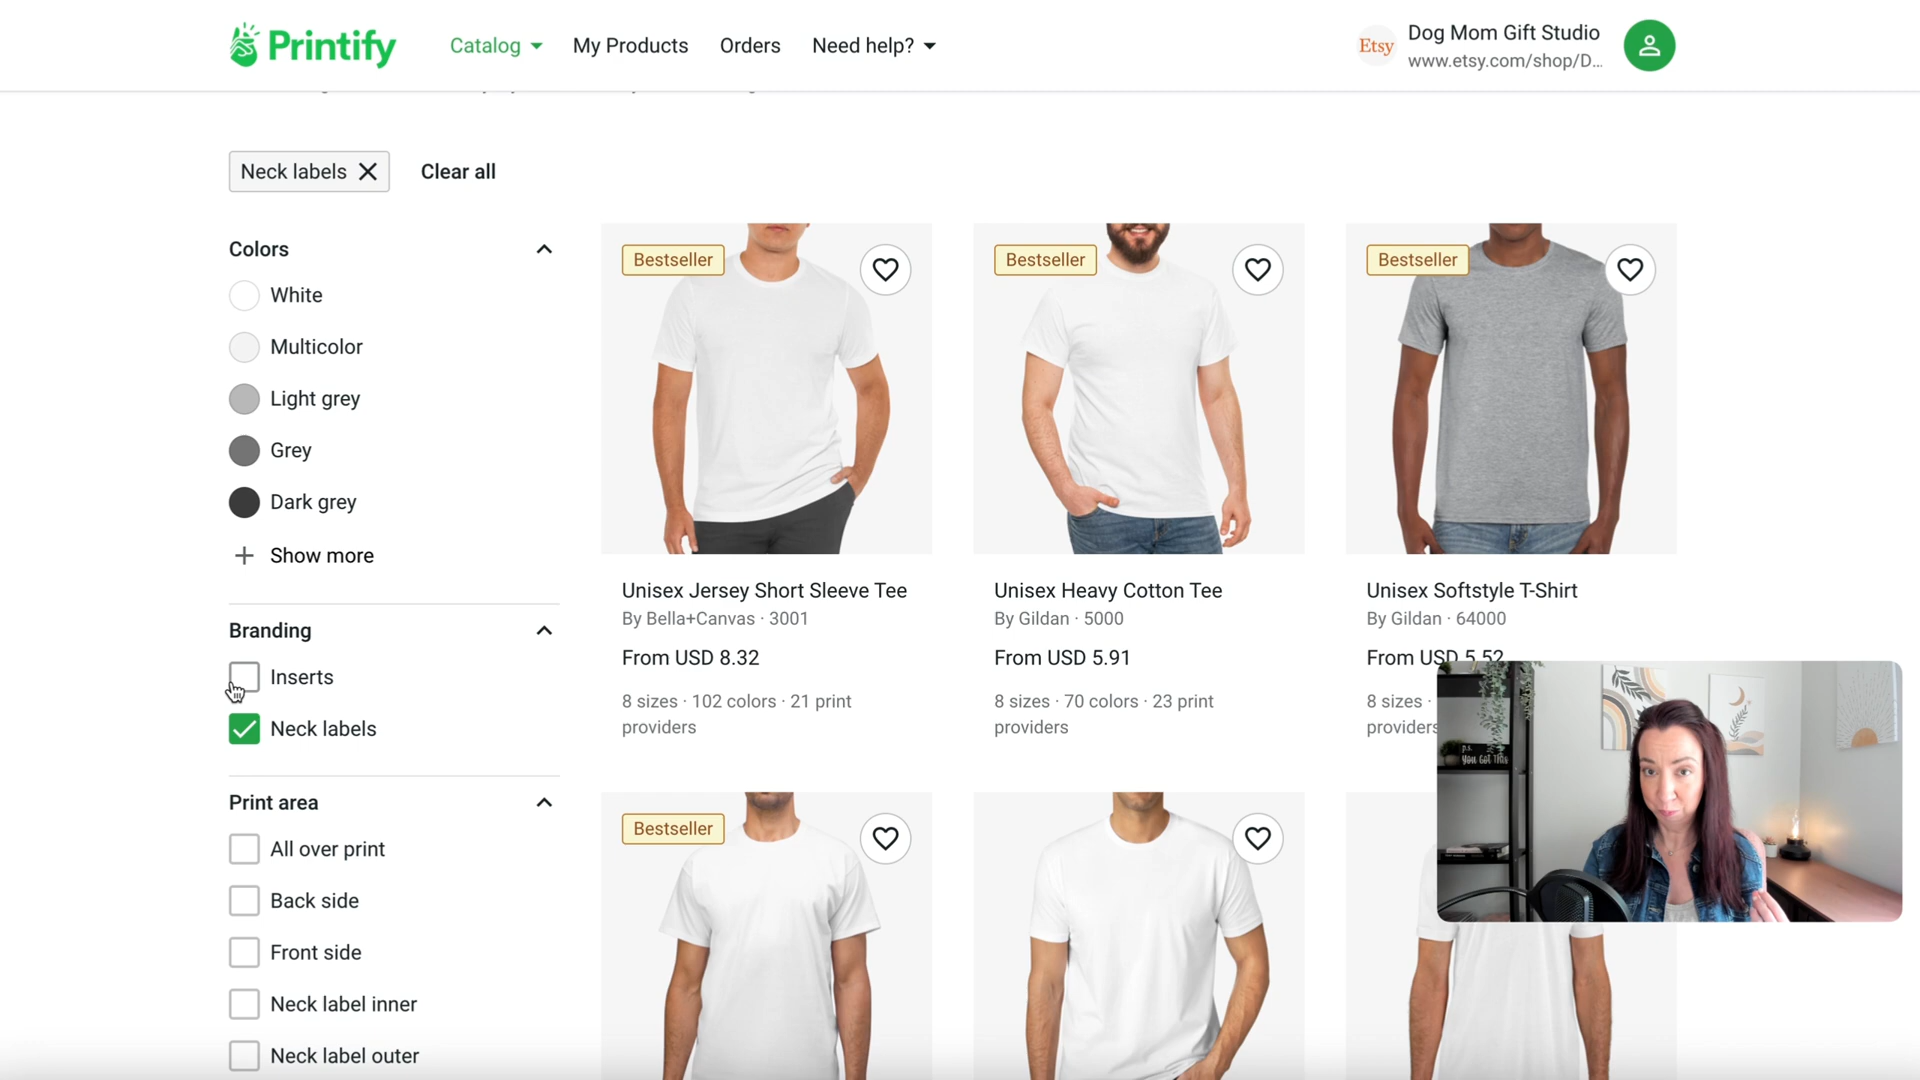 Printify
Catalog
My Products
Orders
Need help?
Etsy
Dog Mom Gift Studio
www.etsy.com/shop/D...
Neck labels
Clear all
Colors
White
Multicolor
Light grey
Grey
Dark grey
Show more
Branding
Inserts
Neck labels
Print area
All over print
Back side
Front side
Neck label inner
Neck label outer
Bestseller
Bestseller
Bestseller
Unisex Jersey Short Sleeve Tee
By Bella+Canvas · 3001
From USD 8.32
8 sizes · 102 colors · 21 print
providers
Unisex Heavy Cotton Tee
By Gildan · 5000
From USD 5.91
8 sizes · 70 colors · 23 print
providers
Unisex Softstyle T-Shirt
By Gildan · 64000
From USD 5.52
8 sizes ·
providers
Bestseller
p.s.
You Got This